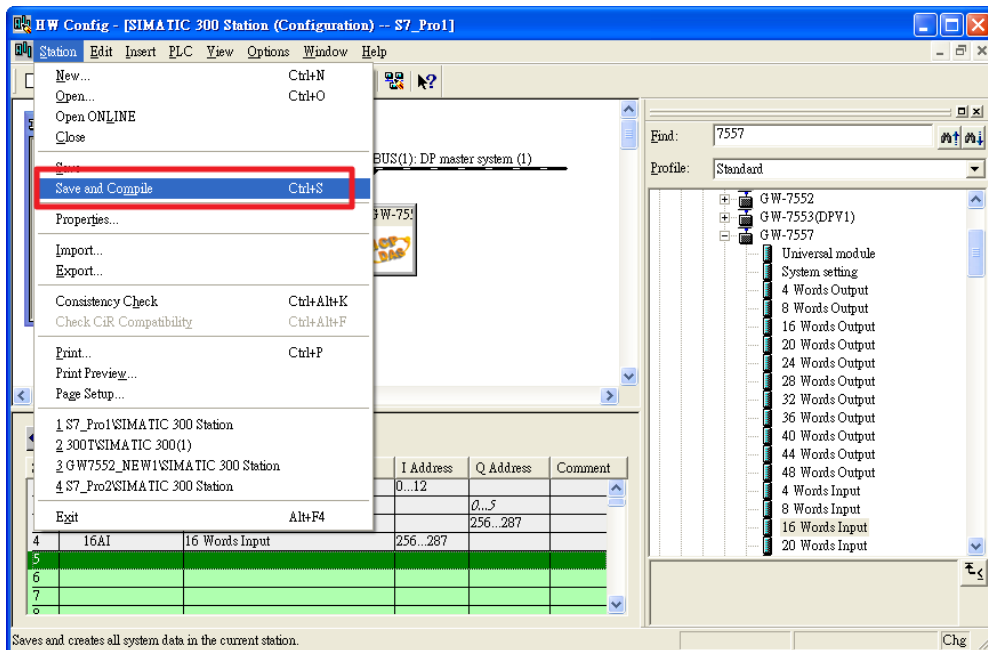 HW Config - [SIMATIC 300 Station (Configuration) -- S7_Pro1]
Station Edit Insert PLC View Options Window Help
New... Ctrl+N
Open... Ctrl+O
Open ONLINE
Close
Save
Save and Compile Ctrl+S
Properties...
Import...
Export...
Consistency Check Ctrl+Alt+K
Check CiR Compatibility Ctrl+Alt+F
Print... Ctrl+P
Print Preview...
Page Setup...
1 S7_Pro1\SIMATIC 300 Station
2 300T\SIMATIC 300(1)
3 GW7552_NEW1\SIMATIC 300 Station
4 S7_Pro2\SIMATIC 300 Station
Exit Alt+F4
BUS(1): DP master system (1)
GW-755
ICP
DAS
I Address Q Address Comment
0...12
0...5
256...287
4 16AI 16 Words Input 256...287
5
6
7
8
Find: 7557
Profile: Standard
GW-7552
GW-7553(DPV1)
GW-7557
Universal module
System setting
4 Words Output
8 Words Output
16 Words Output
20 Words Output
24 Words Output
28 Words Output
32 Words Output
36 Words Output
40 Words Output
44 Words Output
48 Words Output
4 Words Input
8 Words Input
16 Words Input
20 Words Input
Saves and creates all system data in the current station. Chg